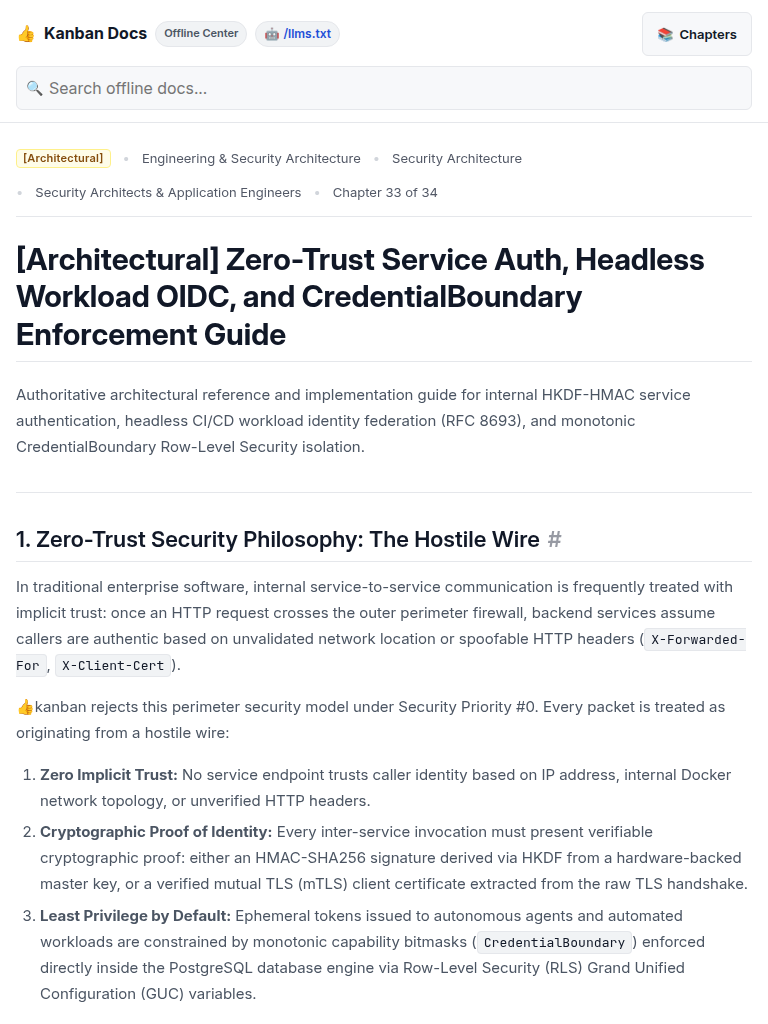 👍 Kanban Docs Offline Center 🤖 /llms.txt 📚 Chapters
🔍 Search offline docs...
[Architectural] • Engineering & Security Architecture • Security Architecture
• Security Architects & Application Engineers • Chapter 33 of 34
[Architectural] Zero-Trust Service Auth, Headless
Workload OIDC, and CredentialBoundary
Enforcement Guide
Authoritative architectural reference and implementation guide for internal HKDF-HMAC service
authentication, headless CI/CD workload identity federation (RFC 8693), and monotonic
CredentialBoundary Row-Level Security isolation.
1. Zero-Trust Security Philosophy: The Hostile Wire #
In traditional enterprise software, internal service-to-service communication is frequently treated with
implicit trust: once an HTTP request crosses the outer perimeter firewall, backend services assume
callers are authentic based on unvalidated network location or spoofable HTTP headers (X-Forwarded-
For, X-Client-Cert).
👍kanban rejects this perimeter security model under Security Priority #0. Every packet is treated as
originating from a hostile wire:
1. Zero Implicit Trust: No service endpoint trusts caller identity based on IP address, internal Docker
network topology, or unverified HTTP headers.
2. Cryptographic Proof of Identity: Every inter-service invocation must present verifiable
cryptographic proof: either an HMAC-SHA256 signature derived via HKDF from a hardware-backed
master key, or a verified mutual TLS (mTLS) client certificate extracted from the raw TLS handshake.
3. Least Privilege by Default: Ephemeral tokens issued to autonomous agents and automated
workloads are constrained by monotonic capability bitmasks (CredentialBoundary) enforced
directly inside the PostgreSQL database engine via Row-Level Security (RLS) Grand Unified
Configuration (GUC) variables.